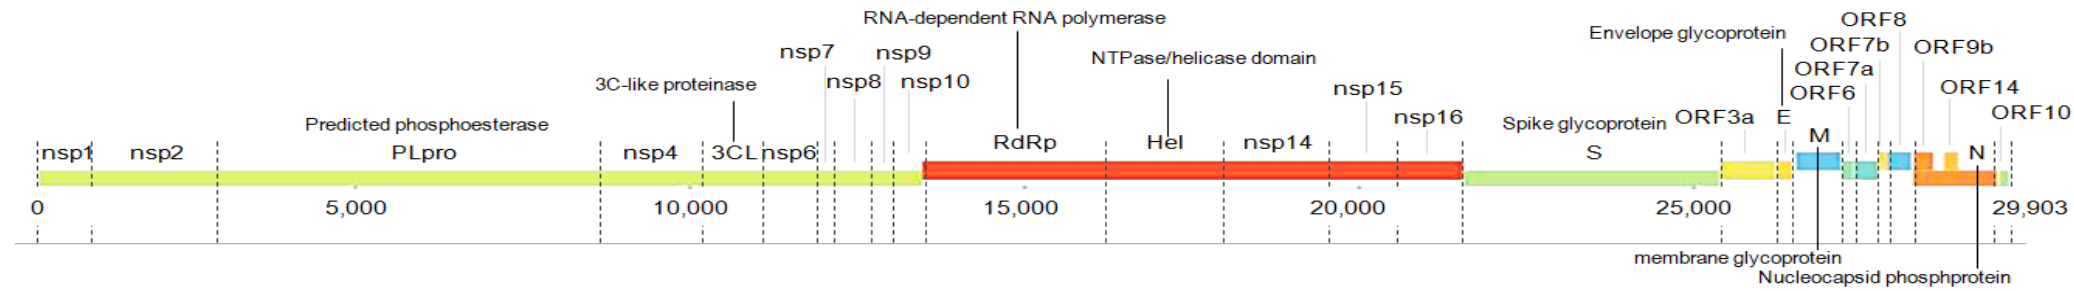 RNA-dependent RNA polymerase
ORF8
Envelope glycoprotein
ORF7b
ORF9b
nsp7
nsp9
NTPase/helicase domain
ORF7a
3C-like proteinase
nsp8
nsp10
nsp15
ORF6
ORF14
Predicted phosphoesterase
nsp16
Spike glycoprotein
ORF3a
E
ORF10
nsp1
nsp2
PLpro
nsp4
3CL
nsp6
RdRp
Hel
nsp14
S
M
N
0
5,000
10,000
15,000
20,000
25,000
29,903
membrane glycoprotein
Nucleocapsid phosphprotein